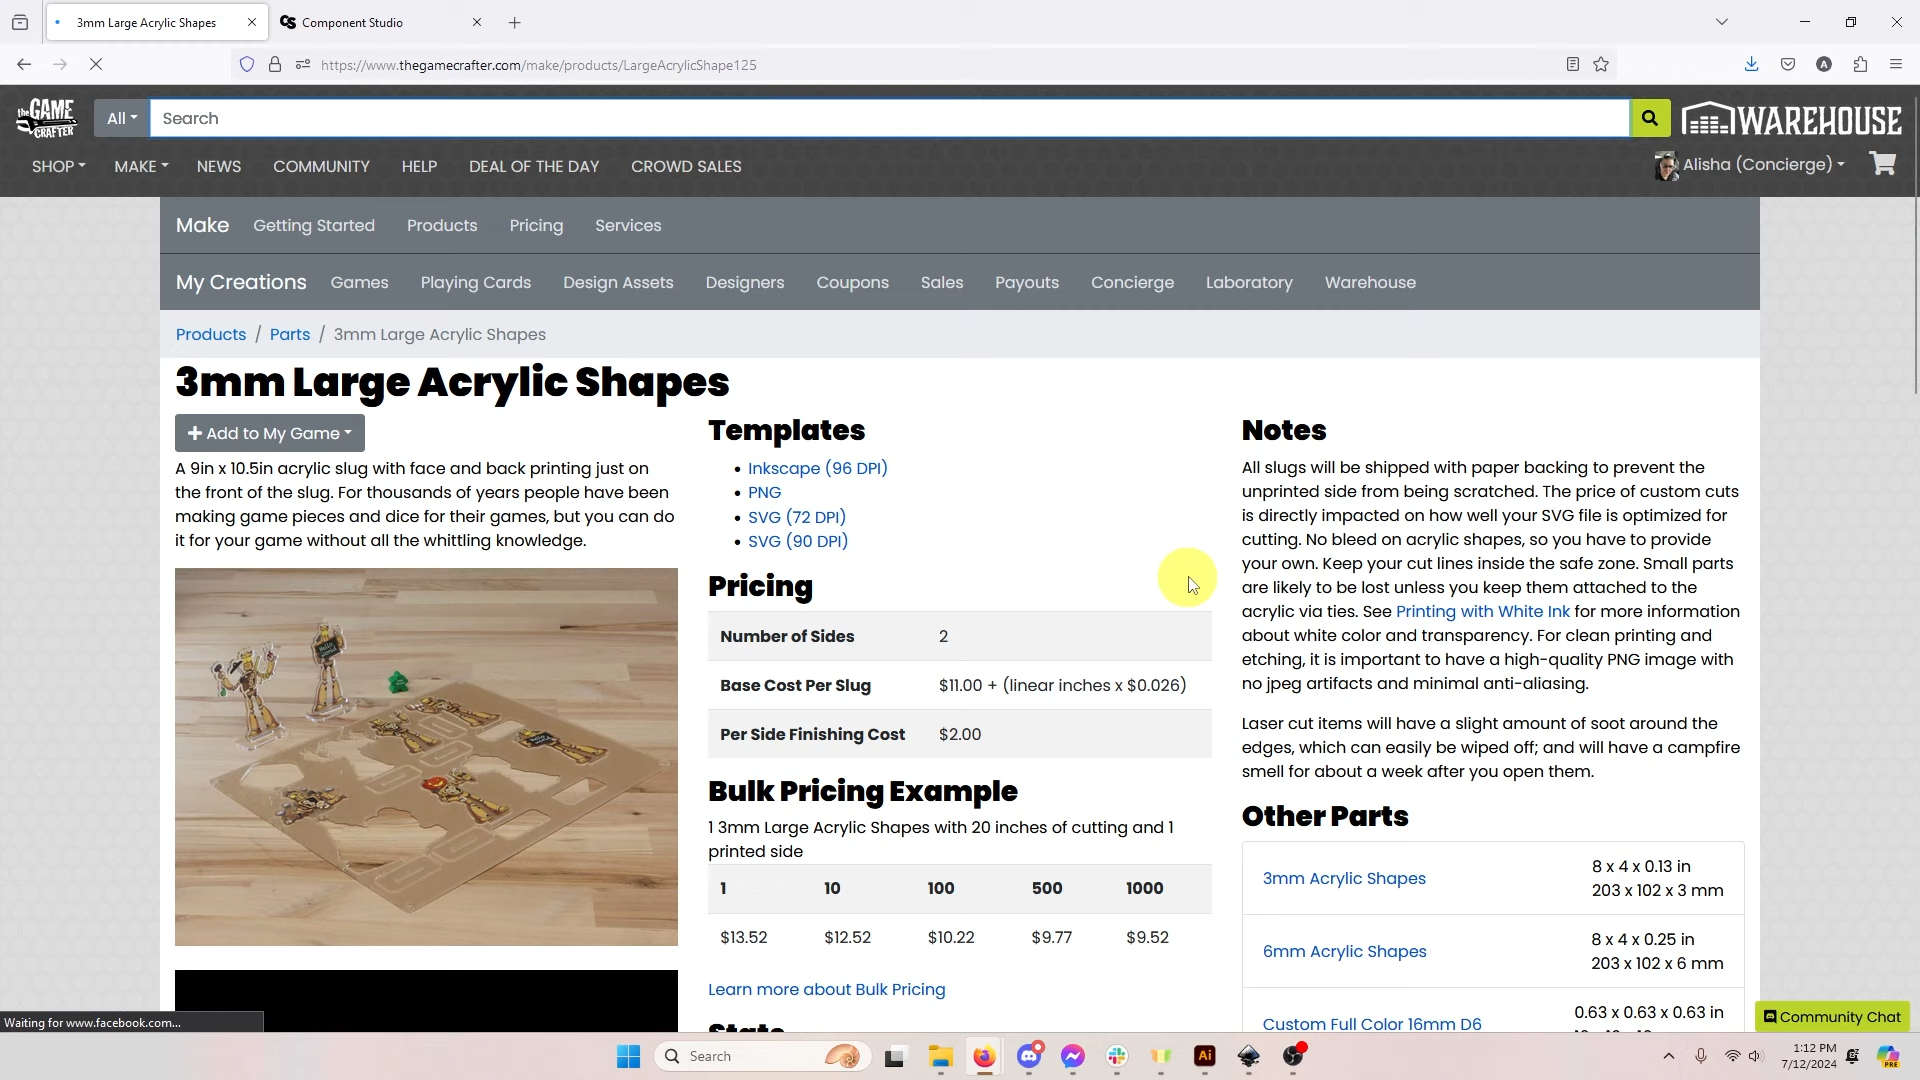 3mm Large Acrylic Shapes
Component Studio
https://www.thegamecrafter.com/make/products/LargeAcrylicShape125
the GAME CRAFTER
All
Search
WAREHOUSE
SHOP MAKE NEWS COMMUNITY HELP DEAL OF THE DAY CROWD SALES
Alisha (Concierge)
Make Getting Started Products Pricing Services
My Creations Games Playing Cards Design Assets Designers Coupons Sales Payouts Concierge Laboratory Warehouse
Products / Parts / 3mm Large Acrylic Shapes
3mm Large Acrylic Shapes
+ Add to My Game
A 9in x 10.5in acrylic slug with face and back printing just on
the front of the slug. For thousands of years people have been
making game pieces and dice for their games, but you can do
it for your game without all the whittling knowledge.
Templates
• Inkscape (96 DPI)
• PNG
• SVG (72 DPI)
• SVG (90 DPI)
Pricing
Number of Sides 2
Base Cost Per Slug $11.00 + (linear inches x $0.026)
Per Side Finishing Cost $2.00
Bulk Pricing Example
1 3mm Large Acrylic Shapes with 20 inches of cutting and 1
printed side
1 10 100 500 1000
$13.52 $12.52 $10.22 $9.77 $9.52
Learn more about Bulk Pricing
Notes
All slugs will be shipped with paper backing to prevent the
unprinted side from being scratched. The price of custom cuts
is directly impacted on how well your SVG file is optimized for
cutting. No bleed on acrylic shapes, so you have to provide
your own. Keep your cut lines inside the safe zone. Small parts
are likely to be lost unless you keep them attached to the
acrylic via ties. See Printing with White Ink for more information
about white color and transparency. For clean printing and
etching, it is important to have a high-quality PNG image with
no jpeg artifacts and minimal anti-aliasing.
Laser cut items will have a slight amount of soot around the
edges, which can easily be wiped off; and will have a campfire
smell for about a week after you open them.
Other Parts
3mm Acrylic Shapes
8 x 4 x 0.13 in
203 x 102 x 3 mm
6mm Acrylic Shapes
8 x 4 x 0.25 in
203 x 102 x 6 mm
Custom Full Color 16mm D6
0.63 x 0.63 x 0.63 in
Community Chat
Waiting for www.facebook.com...
Search
Ai
1:12 PM
7/12/2024
PRE